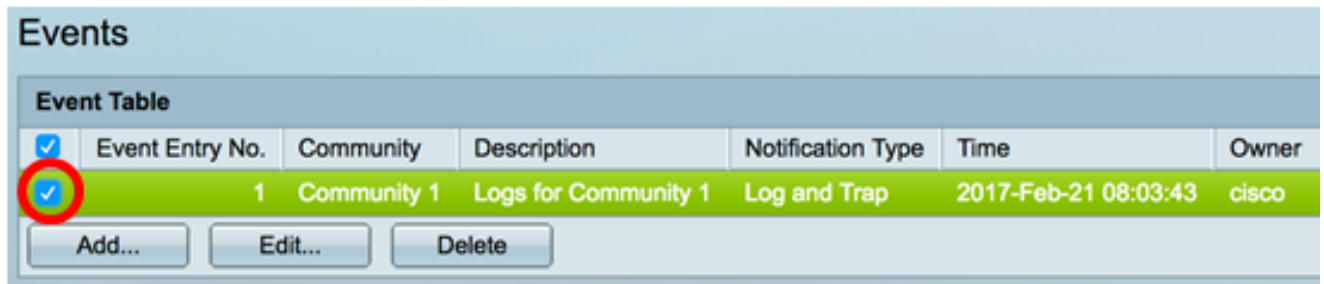 Events
Event Table
Event Entry No. Community Description Notification Type Time Owner
1 Community 1 Logs for Community 1 Log and Trap 2017-Feb-21 08:03:43 cisco
Add... Edit... Delete